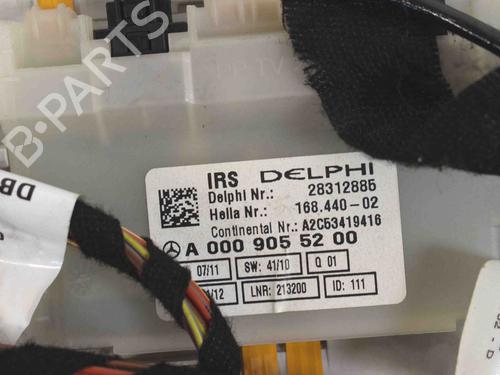 B-PARTS
IRS DELPHI
Delphi Nr.: 28312885
Hella Nr.: 168.440-02
Continental Nr.: A2C53419416
A 000 905 52 00
07/11 SW: 41/10 Q 01
/12 LNR: 213200 ID: 111
DB